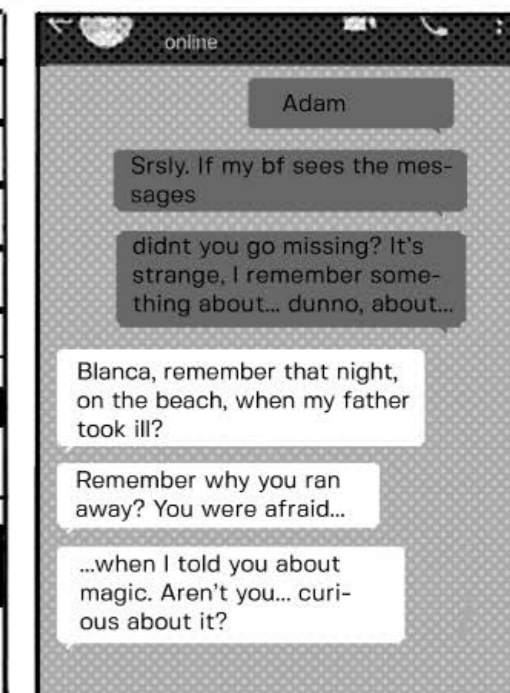 online
Adam
Srsly. If my bf sees the mes-
sages
didnt you go missing? It's
strange, I remember some-
thing about... dunno, about...
Blanca, remember that night,
on the beach, when my father
took ill?
Remember why you ran
away? You were afraid...
...when I told you about
magic. Aren't you... curi-
ous about it?